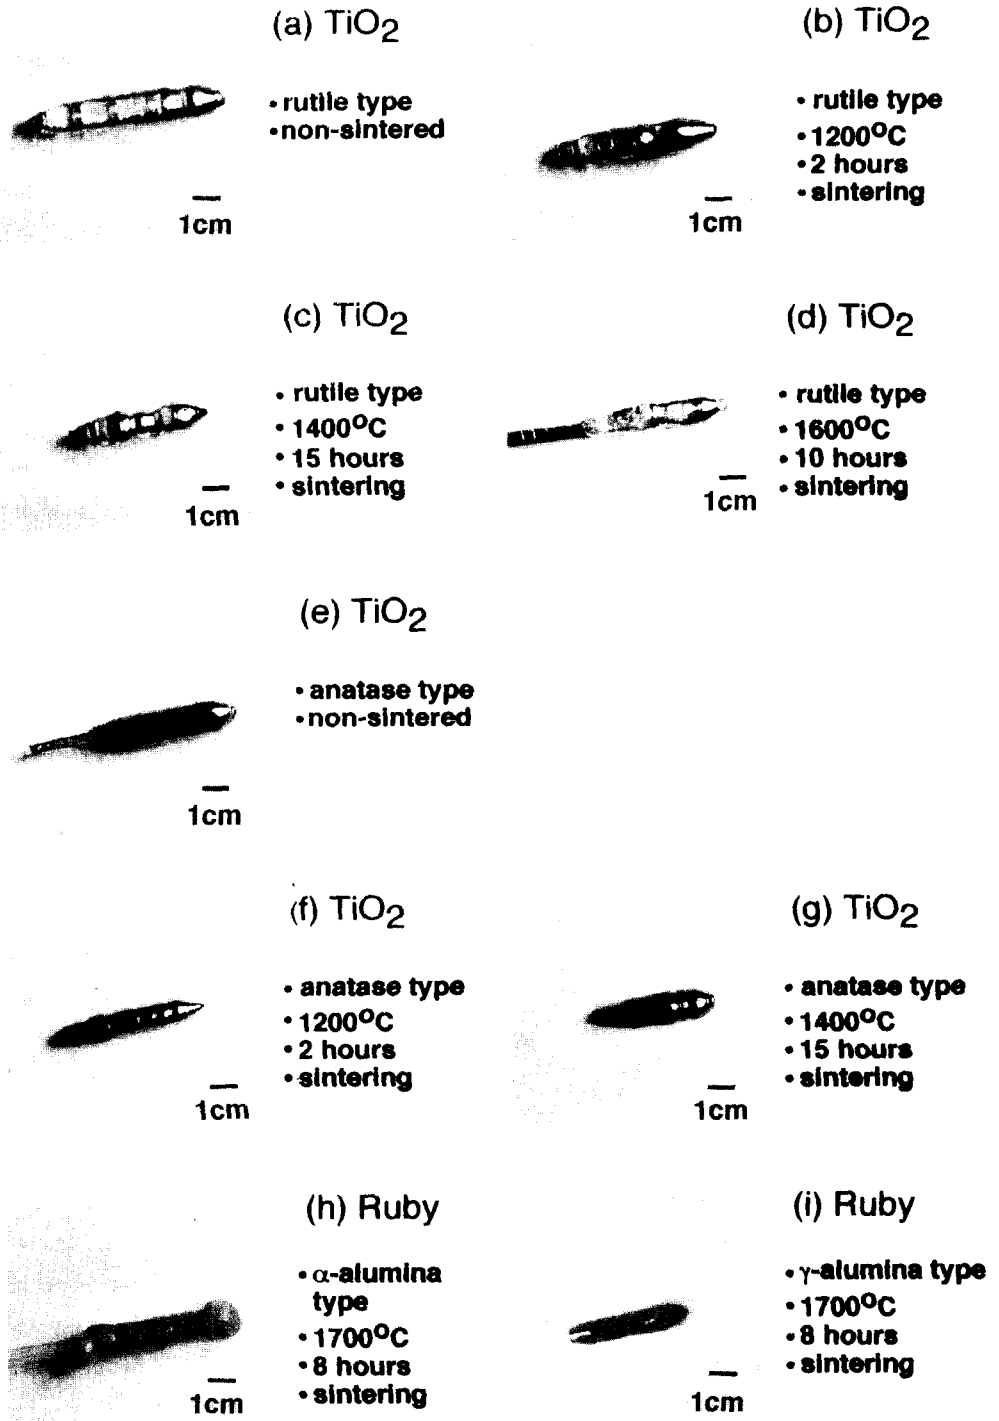 (a) TiO2
• rutile type
• non-sintered
1cm
(b) TiO2
• rutile type
• 1200°C
• 2 hours
• sintering
1cm
(c) TiO2
• rutile type
• 1400°C
• 15 hours
• sintering
1cm
(d) TiO2
• rutile type
• 1600°C
• 10 hours
• sintering
1cm
(e) TiO2
• anatase type
• non-sintered
1cm
(f) TiO2
• anatase type
• 1200°C
• 2 hours
• sintering
1cm
(g) TiO2
• anatase type
• 1400°C
• 15 hours
• sintering
1cm
(h) Ruby
• α-alumina
type
• 1700°C
• 8 hours
• sintering
1cm
(i) Ruby
• γ-alumina type
• 1700°C
• 8 hours
• sintering
1cm